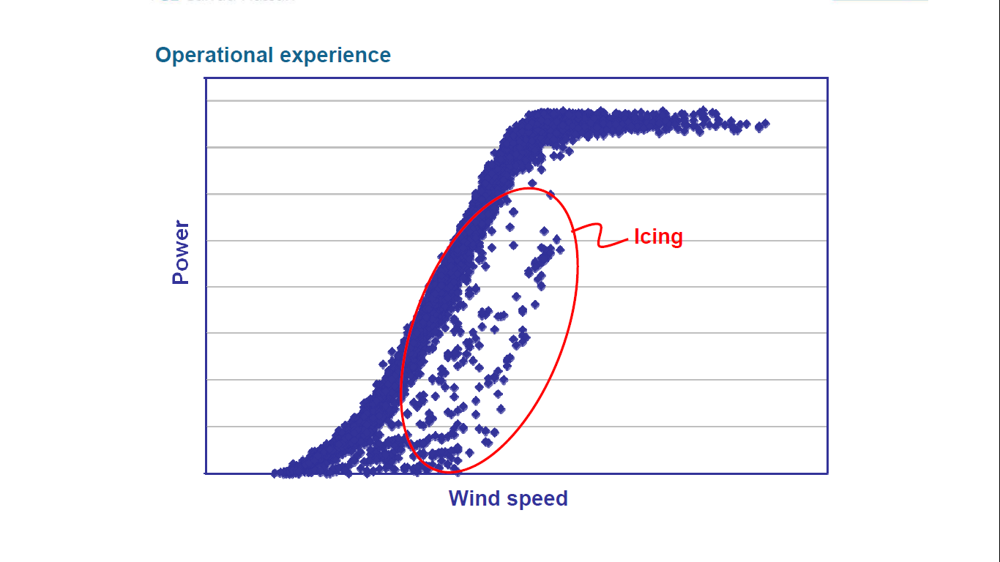 Operational experience
Power
Icing
Wind speed